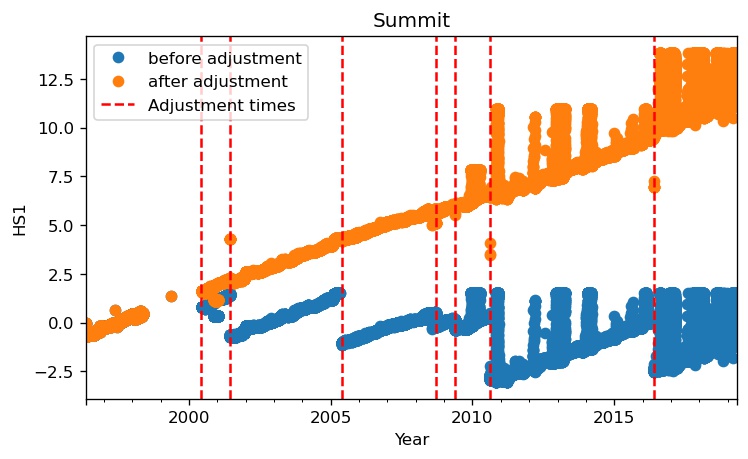 Summit
before adjustment
after adjustment
Adjustment times
HS1
12.5
10.0
7.5
5.0
2.5
0.0
−2.5
2000
2005
2010
2015
Year